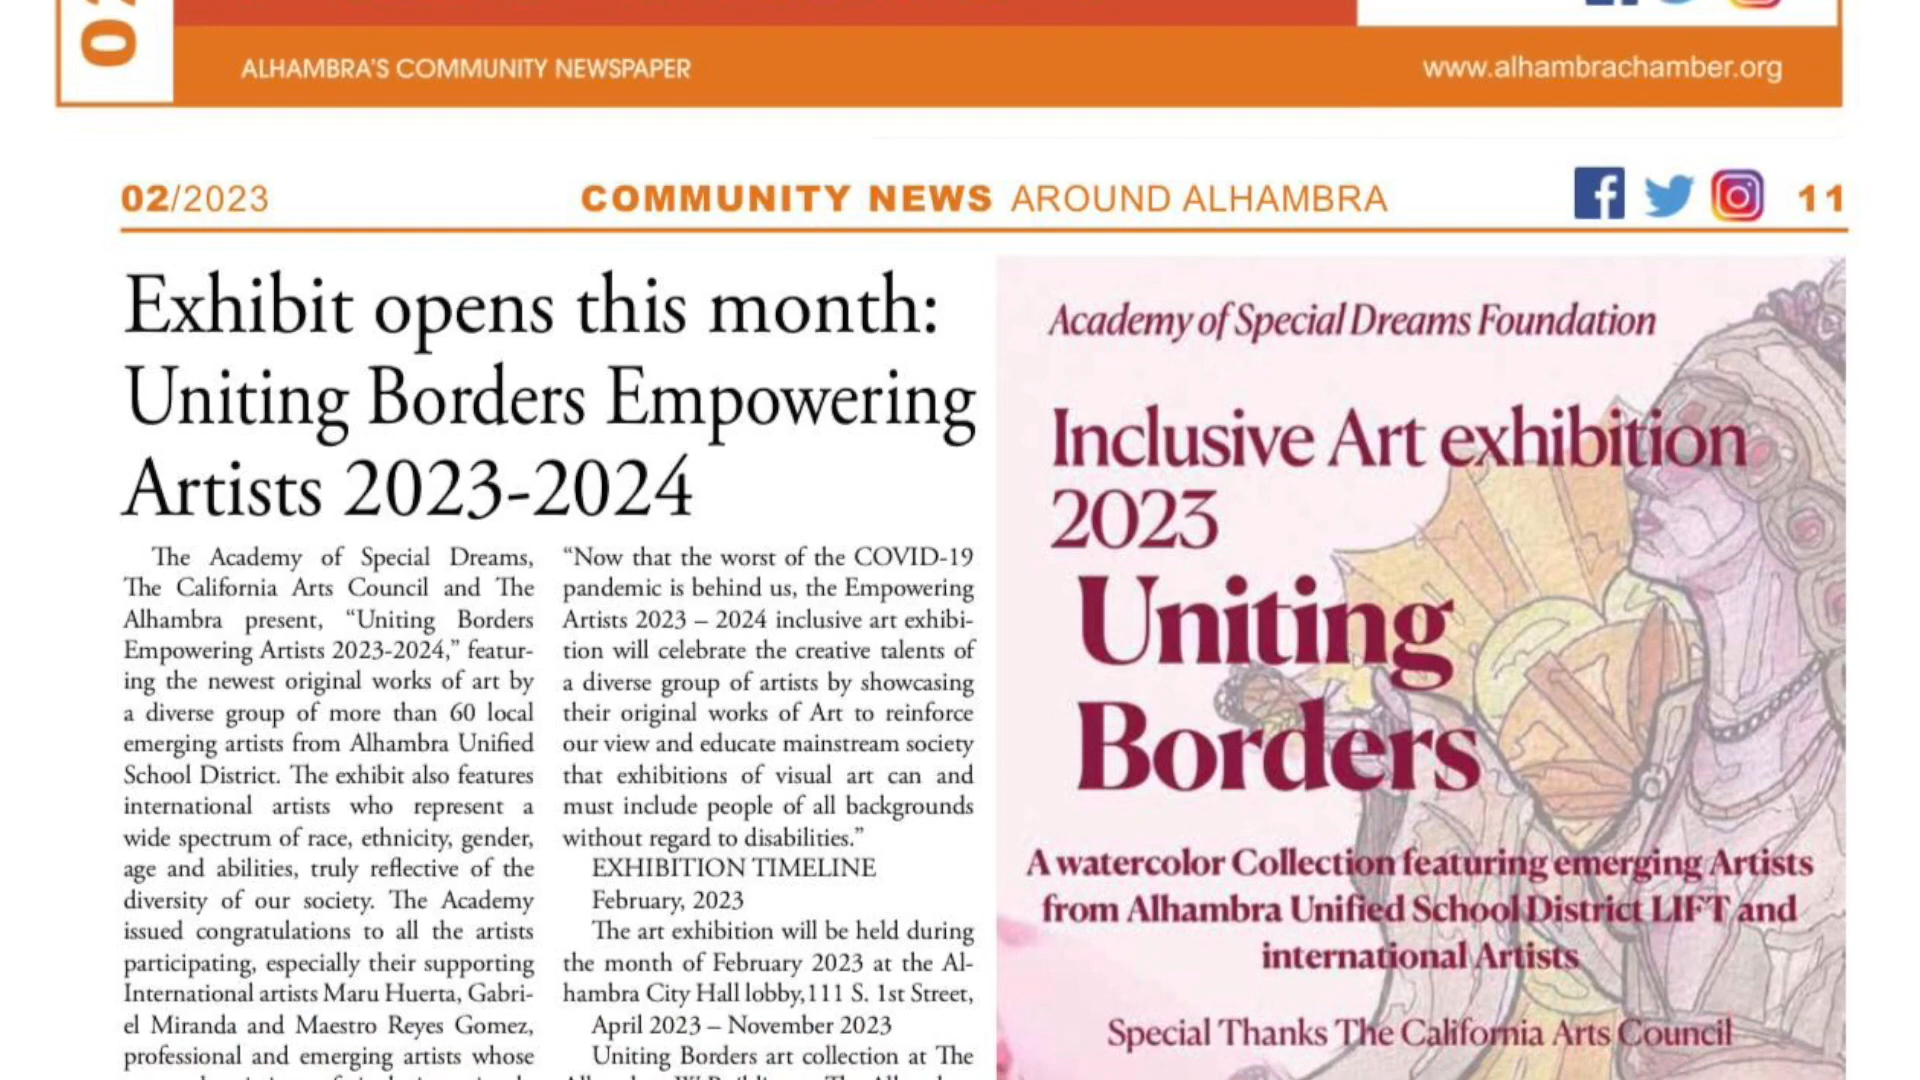 ALHAMBRA'S COMMUNITY NEWSPAPER
www.alhambrachamber.org
02/2023
COMMUNITY NEWS AROUND ALHAMBRA
11
Exhibit opens this month:
Uniting Borders Empowering
Artists 2023-2024
The Academy of Special Dreams,
The California Arts Council and The
Alhambra present, “Uniting Borders
Empowering Artists 2023-2024,” featur-
ing the newest original works of art by
a diverse group of more than 60 local
emerging artists from Alhambra Unified
School District. The exhibit also features
international artists who represent a
wide spectrum of race, ethnicity, gender,
age and abilities, truly reflective of the
diversity of our society. The Academy
issued congratulations to all the artists
participating, especially their supporting
International artists Maru Huerta, Gabri-
el Miranda and Maestro Reyes Gomez,
professional and emerging artists whose
“Now that the worst of the COVID-19
pandemic is behind us, the Empowering
Artists 2023 – 2024 inclusive art exhibi-
tion will celebrate the creative talents of
a diverse group of artists by showcasing
their original works of Art to reinforce
our view and educate mainstream society
that exhibitions of visual art can and
must include people of all backgrounds
without regard to disabilities.”
EXHIBITION TIMELINE
February, 2023
The art exhibition will be held during
the month of February 2023 at the Al-
hambra City Hall lobby,111 S. 1st Street,
April 2023 – November 2023
Uniting Borders art collection at The
Academy of Special Dreams Foundation
Inclusive Art exhibition
2023
Uniting
Borders
A watercolor Collection featuring emerging Artists
from Alhambra Unified School District LIFT and
international Artists
Special Thanks The California Arts Council